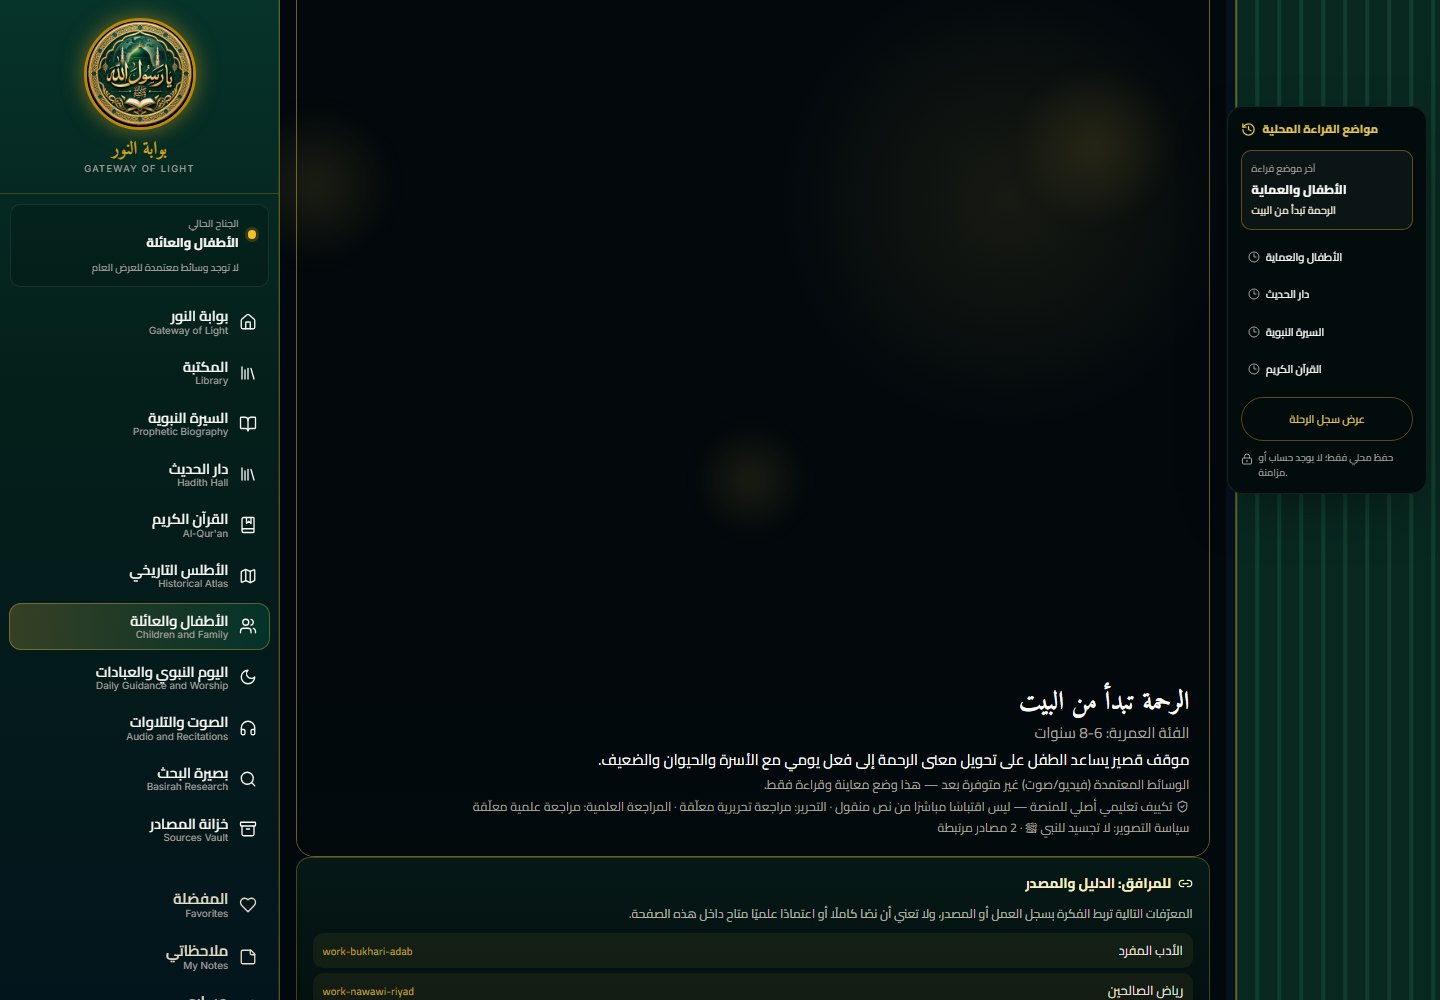 يا رسول الله
ﷺ
بوابة النور
GATEWAY OF LIGHT
الجناح الحالي
الأطفال والعائلة
لا توجد وسائط معتمدة للعرض العام
بوابة النور
Gateway of Light
المكتبة
Library
السيرة النبوية
Prophetic Biography
دار الحديث
Hadith Hall
القرآن الكريم
Al-Qur'an
الأطلس التاريخي
Historical Atlas
الأطفال والعائلة
Children and Family
اليوم النبوي والعبادات
Daily Guidance and Worship
الصوت والتلاوات
Audio and Recitations
بصيرة البحث
Basirah Research
خزانة المصادر
Sources Vault
المفضلة
Favorites
ملاحظاتي
My Notes
الرحمة تبدأ من البيت
الفئة العمرية: 6-8 سنوات
موقف قصير يساعد الطفل على تحويل معنى الرحمة إلى فعل يومي مع الأسرة والحيوان والضعيف.
الوسائط المعتمدة (فيديو/صوت) غير متوفرة بعد — هذا وضع معاينة وقراءة فقط.
تكييف تعليمي أصلي للمنصة — ليس اقتباسًا مباشرًا من نص منقول · التحرير: مراجعة تحريرية معلّقة · المراجعة العلمية: مراجعة علمية معلّقة
سياسة التصوير: لا تجسيد للنبي ﷺ · 2 مصادر مرتبطة
للمرافق: الدليل والمصدر
المعرّفات التالية تربط الفكرة بسجل العمل أو المصدر، ولا تعني أن نصًا كاملًا أو اعتمادًا علميًا متاح داخل هذه الصفحة.
الأدب المفرد
work-bukhari-adab
رياض الصالحين
work-nawawi-riyad
مواضع القراءة المحلية
آخر موضع قراءة
الأطفال والعماية
الرحمة تبدأ من البيت
الأطفال والعماية
دار الحديث
السيرة النبوية
القرآن الكريم
عرض سجل الرحلة
حفظ محلي فقط؛ لا يوجد حساب أو
مزامنة.